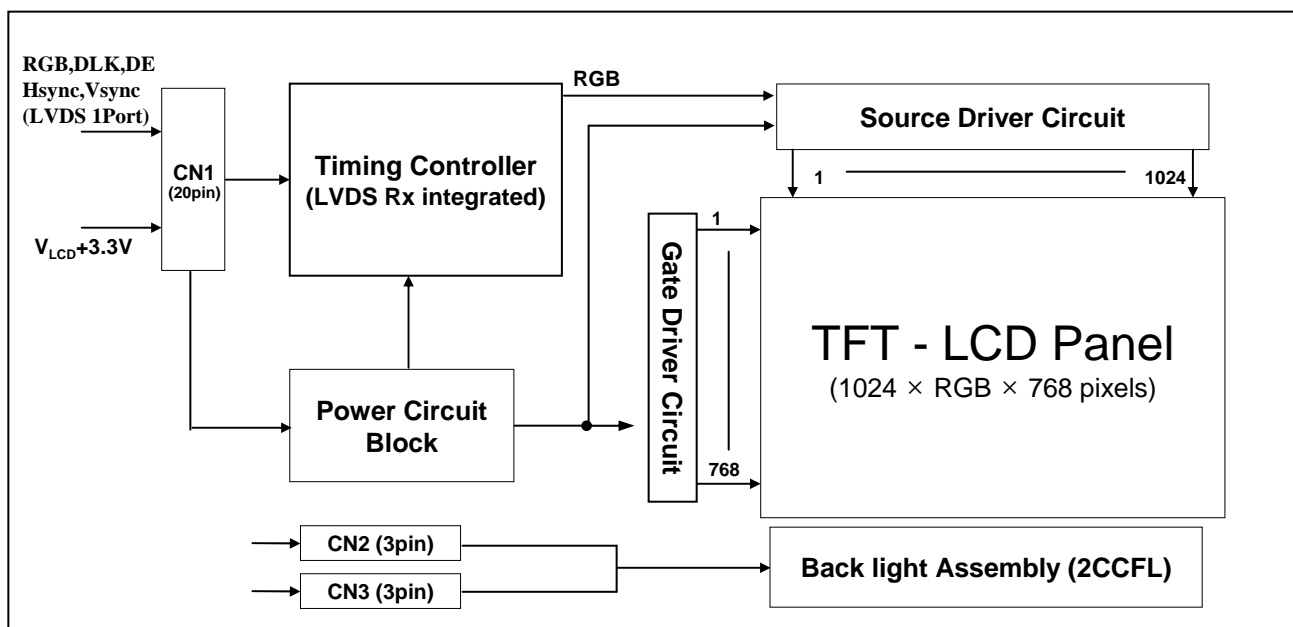 RGB,DLK,DE
Hsync,Vsync
(LVDS 1Port)
VLCD+3.3V
CN1
(20pin)
Timing Controller
(LVDS Rx integrated)
RGB
Source Driver Circuit
1
1024
Power Circuit
Block
Gate Driver Circuit
1
768
TFT - LCD Panel
(1024 × RGB × 768 pixels)
CN2 (3pin)
CN3 (3pin)
Back light Assembly (2CCFL)